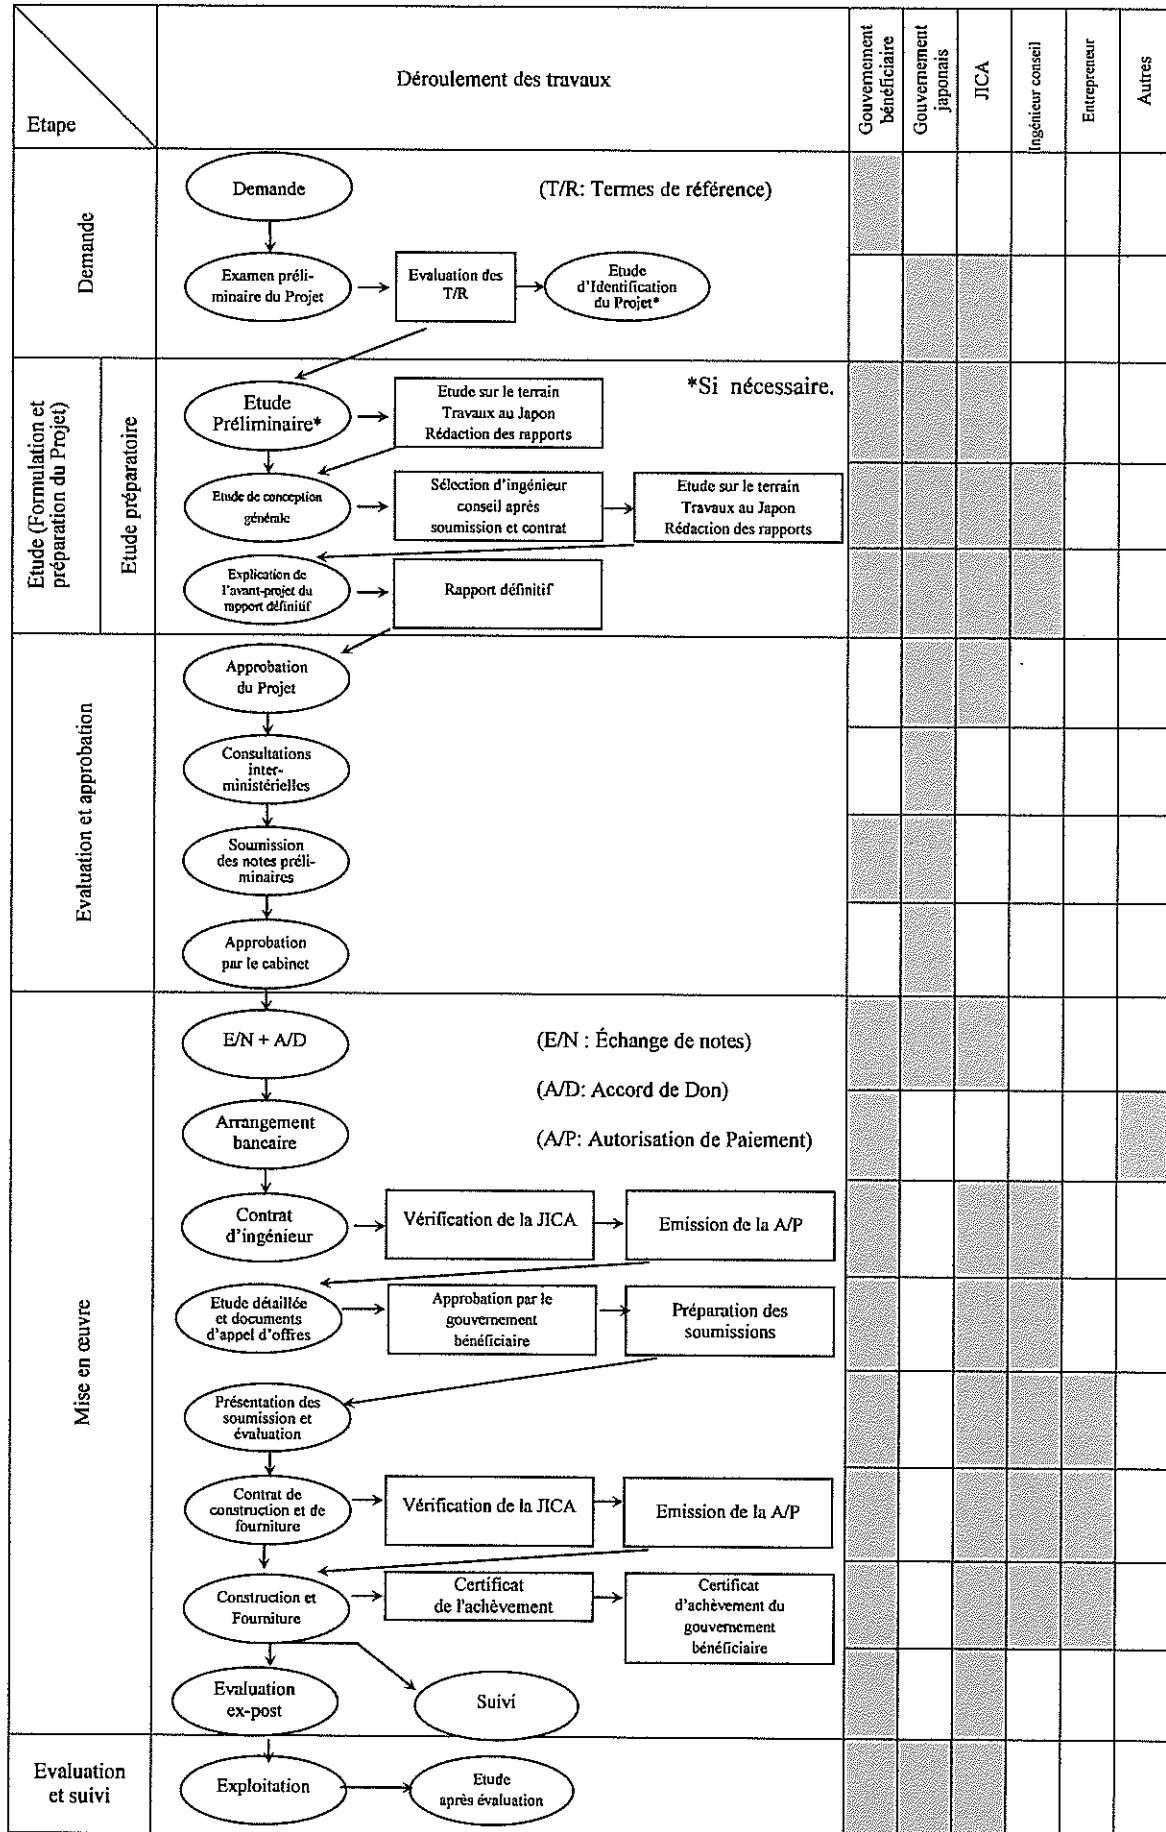 Etape
Déroulement des travaux
Gouvernement
bénéficiaire
Gouvernement
japonais
JICA
Ingénieur conseil
Entrepreneur
Autres
Demande
Demande
(T/R: Termes de référence)
Examen préli-
minaire du Projet
Evaluation des
T/R
Etude
d'Identification
du Projet*
Etude (Formulation et
préparation du Projet)
Etude préparatoire
Etude
Préliminaire*
Etude sur le terrain
Travaux au Japon
Rédaction des rapports
*Si nécessaire.
Etude de conception
générale
Sélection d'ingénieur
conseil après
soumission et contrat
Etude sur le terrain
Travaux au Japon
Rédaction des rapports
Explication de
l'avant-projet du
rapport définitif
Rapport définitif
Evaluation et approbation
Approbation
du Projet
Consultations
inter-
ministérielles
Soumission
des notes préli-
minaires
Approbation
par le cabinet
Mise en œuvre
E/N + A/D
(E/N : Échange de notes)
(A/D: Accord de Don)
Arrangement
bancaire
(A/P: Autorisation de Paiement)
Contrat
d'ingénieur
Vérification de la JICA
Emission de la A/P
Etude détaillée
et documents
d'appel d'offres
Approbation par le
gouvernement
bénéficiaire
Préparation des
soumissions
Présentation des
soumission et
évaluation
Contrat de
construction et de
fourniture
Vérification de la JICA
Emission de la A/P
Construction et
Fourniture
Certificat
de l'achèvement
Certificat
d'achèvement du
gouvernement
bénéficiaire
Evaluation
ex-post
Suivi
Evaluation
et suivi
Exploitation
Etude
après évaluation